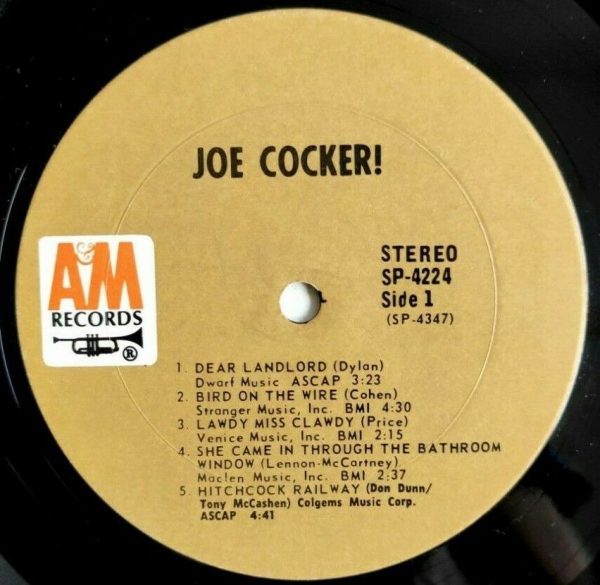 JOE COCKER!
A&M
RECORDS
®
STEREO
SP-4224
Side 1
(SP-4347)
1. DEAR LANDLORD (Dylan)
Dwarf Music ASCAP 3:23
2. BIRD ON THE WIRE (Cohen)
Stranger Music, Inc. BMI 4:30
3. LAWDY MISS CLAWDY (Price)
Venice Music, Inc. BMI 2:15
4. SHE CAME IN THROUGH THE BATHROOM
WINDOW (Lennon-McCartney)
Maclen Music, Inc. BMI 2:37
5. HITCHCOCK RAILWAY (Don Dunn/
Tony McCashen) Colgems Music Corp.
ASCAP 4:41